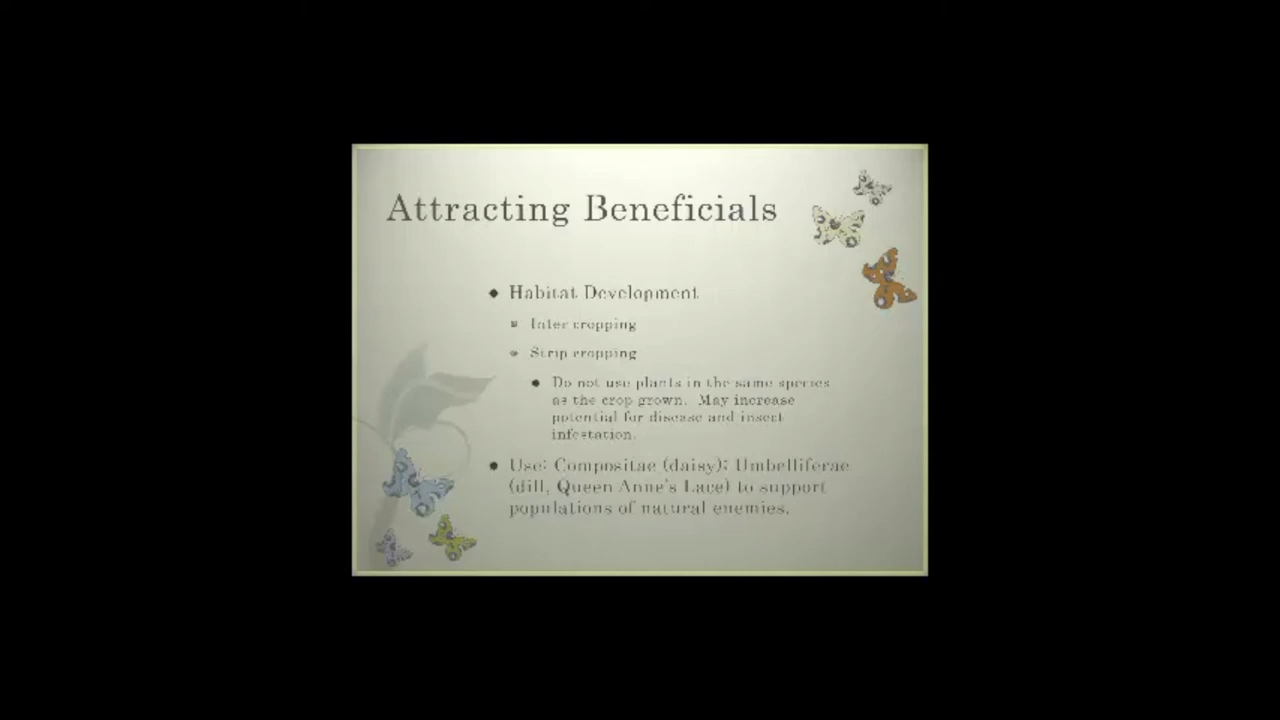 Attracting Beneficials
Habitat Development
Inter cropping
Strip cropping
Do not use plants in the same species
as the crop grown. May increase
potential for disease and insect
infestation.
Use: Compositae (daisy); Umbelliferae
(dill, Queen Anne's Lace) to support
populations of natural enemies.